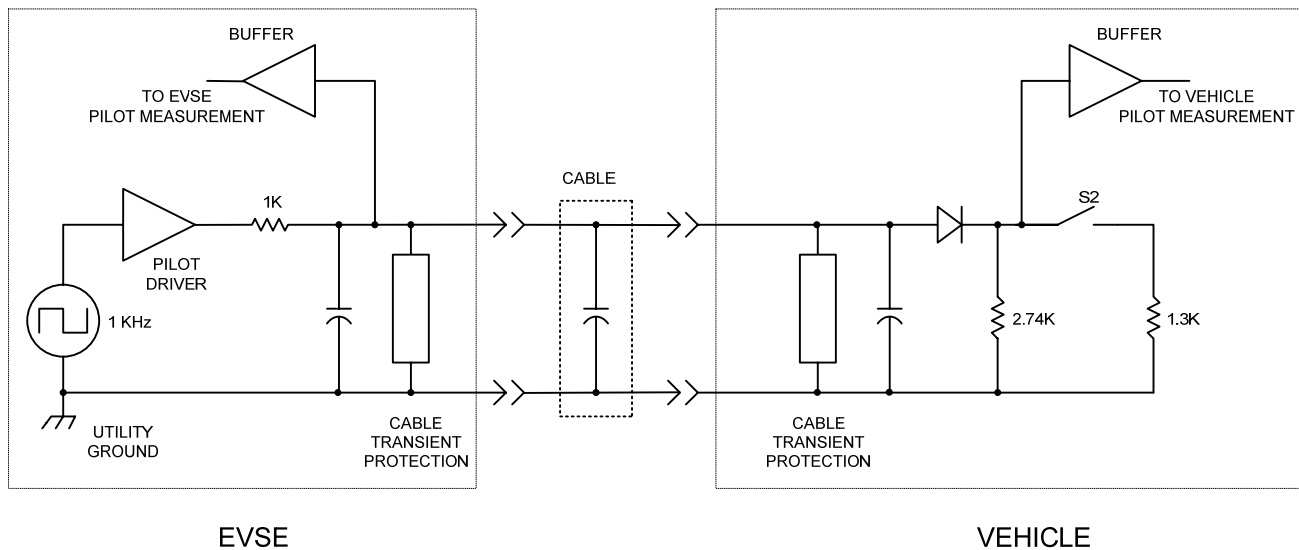 BUFFER
TO EVSE
PILOT MEASUREMENT
1K
PILOT
DRIVER
1 KHz
UTILITY
GROUND
CABLE
TRANSIENT
PROTECTION
CABLE
BUFFER
TO VEHICLE
PILOT MEASUREMENT
S2
2.74K
1.3K
CABLE
TRANSIENT
PROTECTION
EVSE
VEHICLE